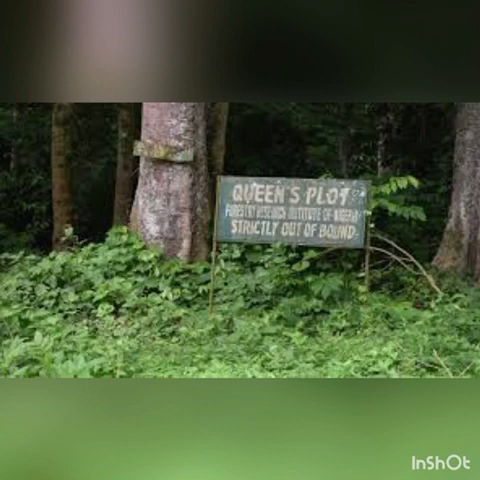 QUEEN'S PLOT
FORESTRY RESEARCH INSTITUTE OF NIGERIA
STRICTLY OUT OF BOUND
InShOt